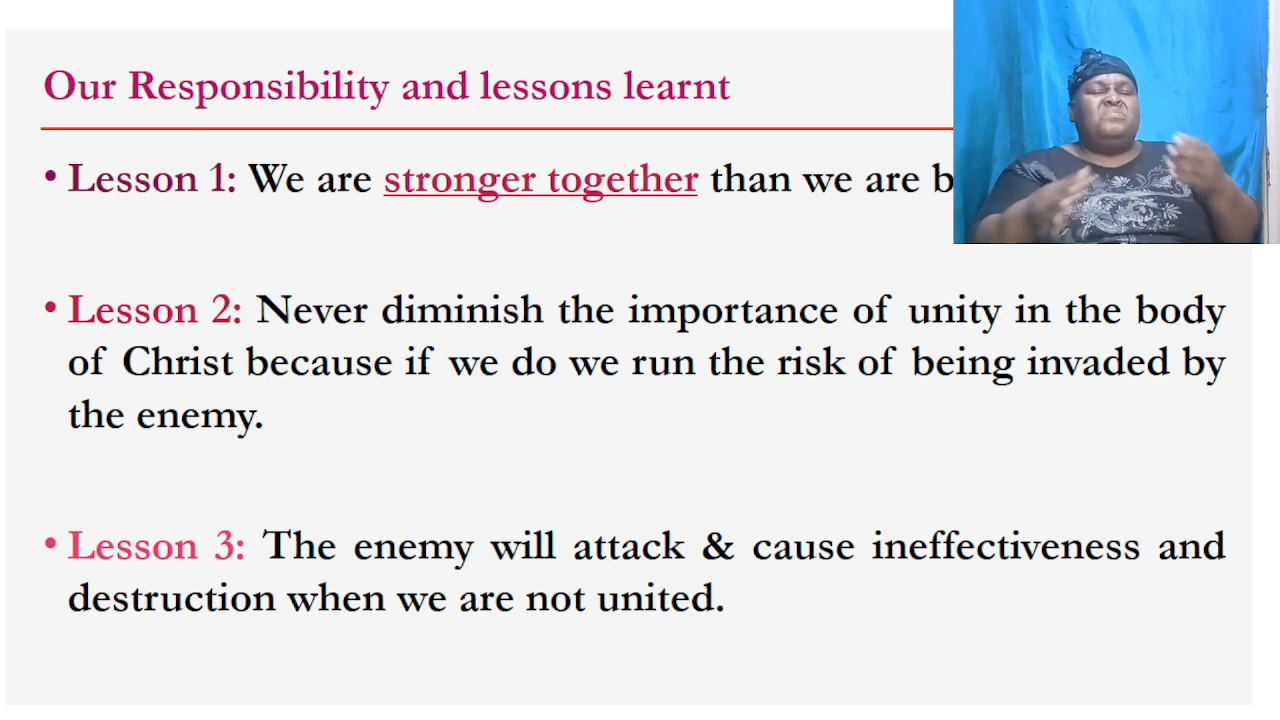 Our Responsibility and lessons learnt
• Lesson 1: We are stronger together than we are
• Lesson 2: Never diminish the importance of unity in the body
of Christ because if we do we run the risk of being invaded by
the enemy.
• Lesson 3: The enemy will attack & cause ineffectiveness and
destruction when we are not united.